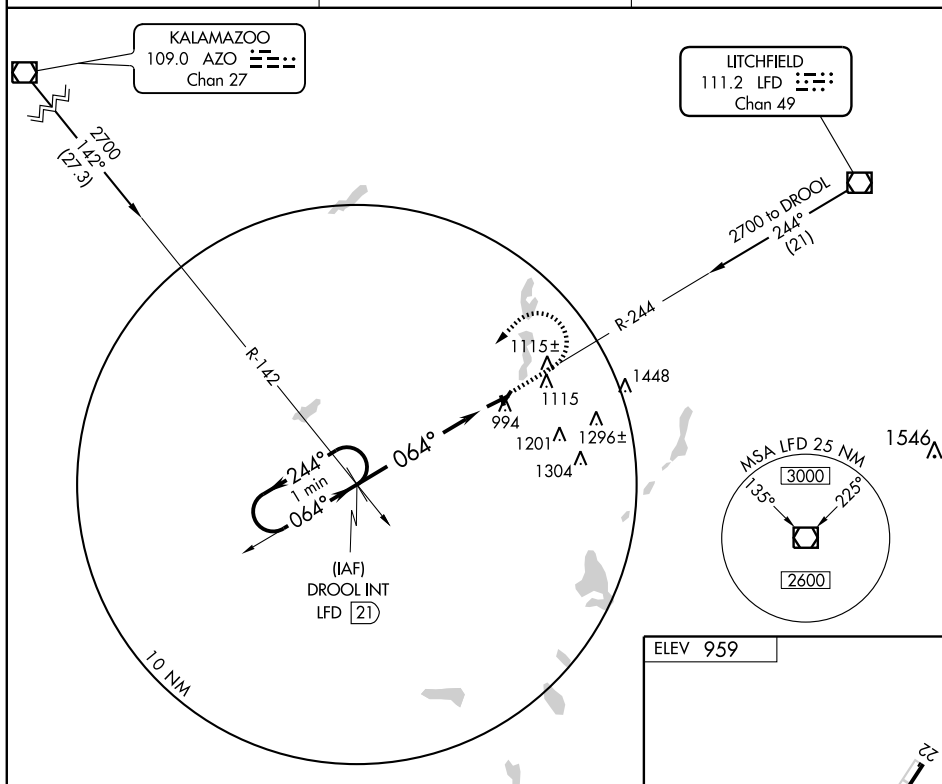 KALAMAZOO
109.0 AZO
Chan 27
LITCHFIELD
111.2 LFD
Chan 49
2700
142°
(27.3)
2700 to DROOL
244°
(21)
R-244
R-142
1115±
1115
1448
994
1201
1296±
1304
1546
064°
244°
1 min
064°
MSA LFD 25 NM
3000
135°
225°
2600
(IAF)
DROOL INT
LFD 21
10 NM
ELEV 959
22